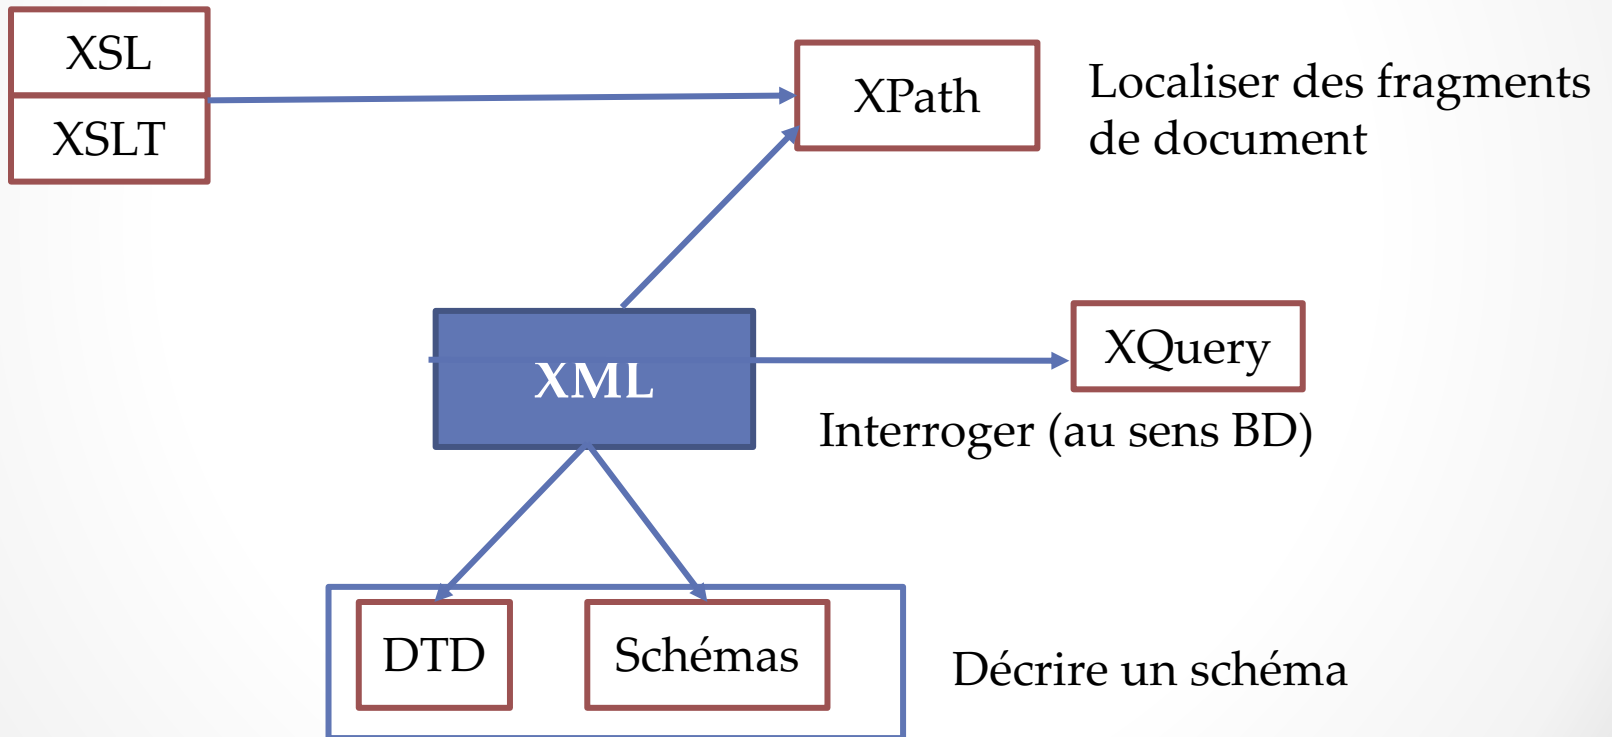 XSL
XSLT
XPath
Localiser des fragments
de document
XML
XQuery
Interroger (au sens BD)
DTD
Schémas
Décrire un schéma